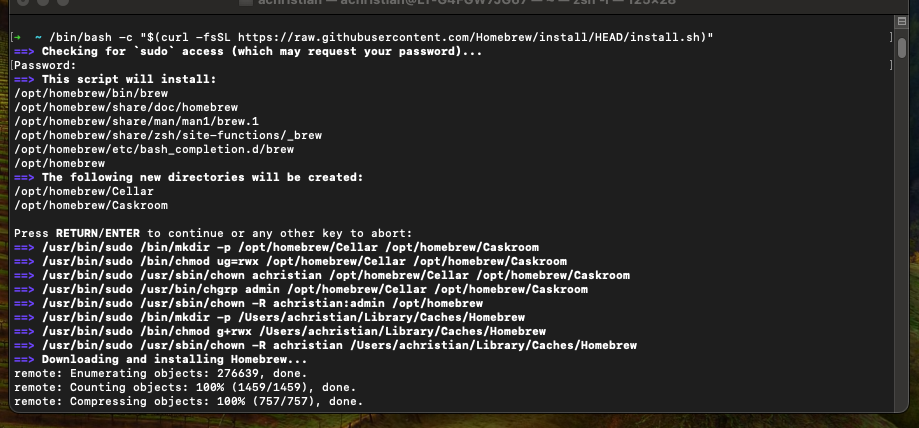 achristian — achristian@LT-G4FGW9JG07 — ~ — -zsh -f — 125×28
[→ ~ /bin/bash -c "$(curl -fsSL https://raw.githubusercontent.com/Homebrew/install/HEAD/install.sh)" ]
==> Checking for `sudo` access (which may request your password)...
[Password: ]
==> This script will install:
/opt/homebrew/bin/brew
/opt/homebrew/share/doc/homebrew
/opt/homebrew/share/man/man1/brew.1
/opt/homebrew/share/zsh/site-functions/_brew
/opt/homebrew/etc/bash_completion.d/brew
/opt/homebrew
==> The following new directories will be created:
/opt/homebrew/Cellar
/opt/homebrew/Caskroom
Press RETURN/ENTER to continue or any other key to abort:
==> /usr/bin/sudo /bin/mkdir -p /opt/homebrew/Cellar /opt/homebrew/Caskroom
==> /usr/bin/sudo /bin/chmod ug=rwx /opt/homebrew/Cellar /opt/homebrew/Caskroom
==> /usr/bin/sudo /usr/sbin/chown achristian /opt/homebrew/Cellar /opt/homebrew/Caskroom
==> /usr/bin/sudo /usr/bin/chgrp admin /opt/homebrew/Cellar /opt/homebrew/Caskroom
==> /usr/bin/sudo /usr/sbin/chown -R achristian:admin /opt/homebrew
==> /usr/bin/sudo /bin/mkdir -p /Users/achristian/Library/Caches/Homebrew
==> /usr/bin/sudo /bin/chmod g+rwx /Users/achristian/Library/Caches/Homebrew
==> /usr/bin/sudo /usr/sbin/chown -R achristian /Users/achristian/Library/Caches/Homebrew
==> Downloading and installing Homebrew...
remote: Enumerating objects: 276639, done.
remote: Counting objects: 100% (1459/1459), done.
remote: Compressing objects: 100% (757/757), done.